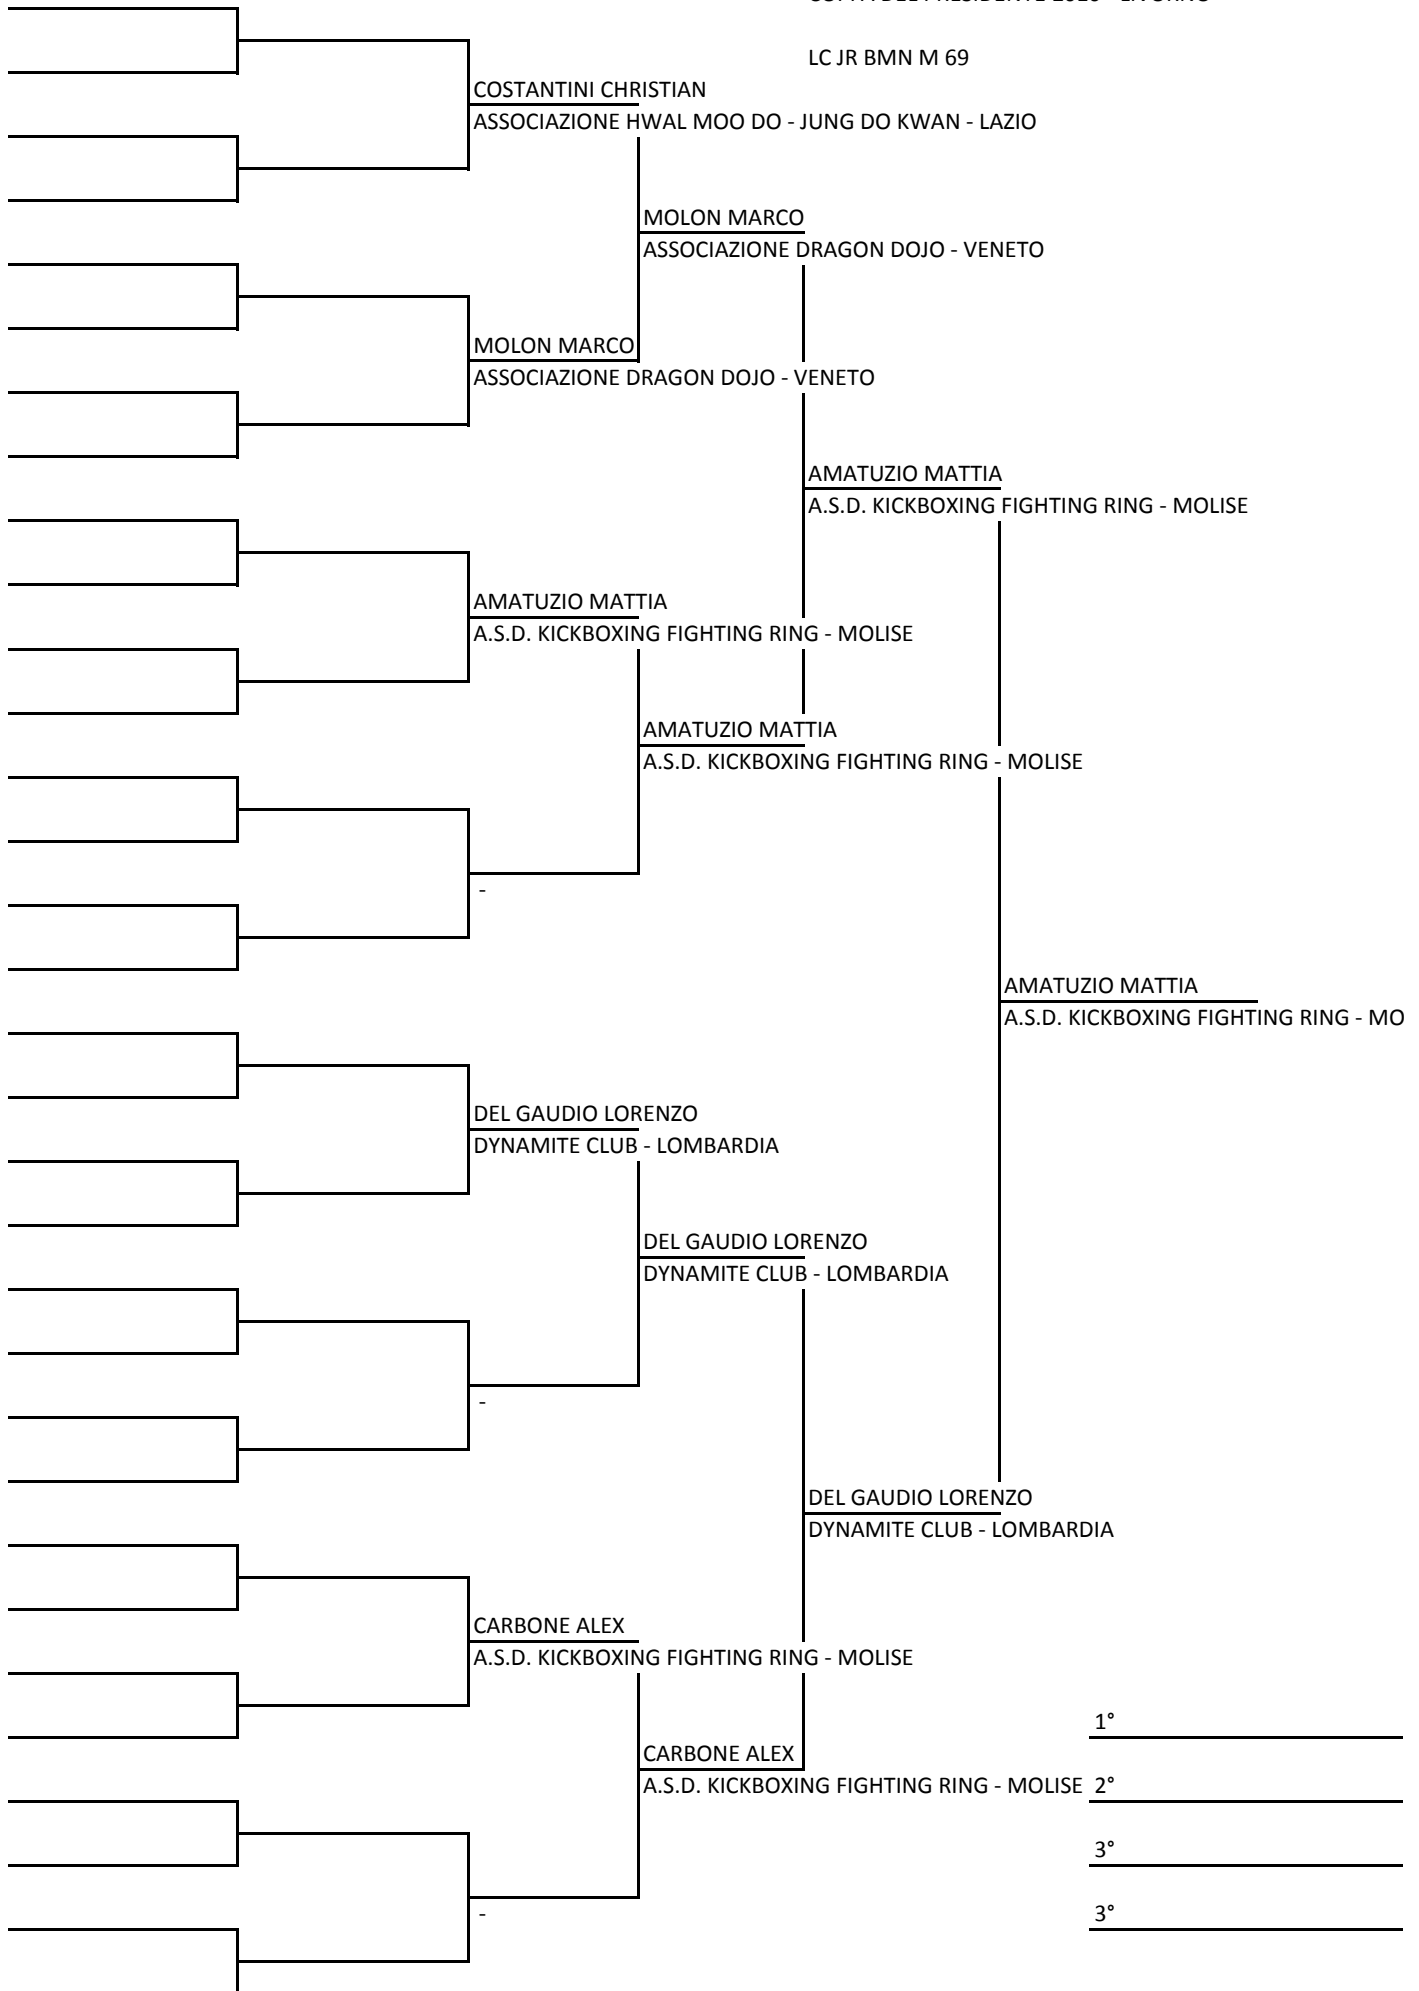 LC JR BMN M 69
COSTANTINI CHRISTIAN
ASSOCIAZIONE HWAL MOO DO - JUNG DO KWAN - LAZIO
MOLON MARCO
ASSOCIAZIONE DRAGON DOJO - VENETO
MOLON MARCO
ASSOCIAZIONE DRAGON DOJO - VENETO
AMATUZIO MATTIA
A.S.D. KICKBOXING FIGHTING RING - MOLISE
AMATUZIO MATTIA
A.S.D. KICKBOXING FIGHTING RING - MOLISE
AMATUZIO MATTIA
A.S.D. KICKBOXING FIGHTING RING - MOLISE
-
AMATUZIO MATTIA
A.S.D. KICKBOXING FIGHTING RING - MO
DEL GAUDIO LORENZO
DYNAMITE CLUB - LOMBARDIA
DEL GAUDIO LORENZO
DYNAMITE CLUB - LOMBARDIA
-
DEL GAUDIO LORENZO
DYNAMITE CLUB - LOMBARDIA
CARBONE ALEX
A.S.D. KICKBOXING FIGHTING RING - MOLISE
1°
CARBONE ALEX
A.S.D. KICKBOXING FIGHTING RING - MOLISE 2°
3°
-
3°